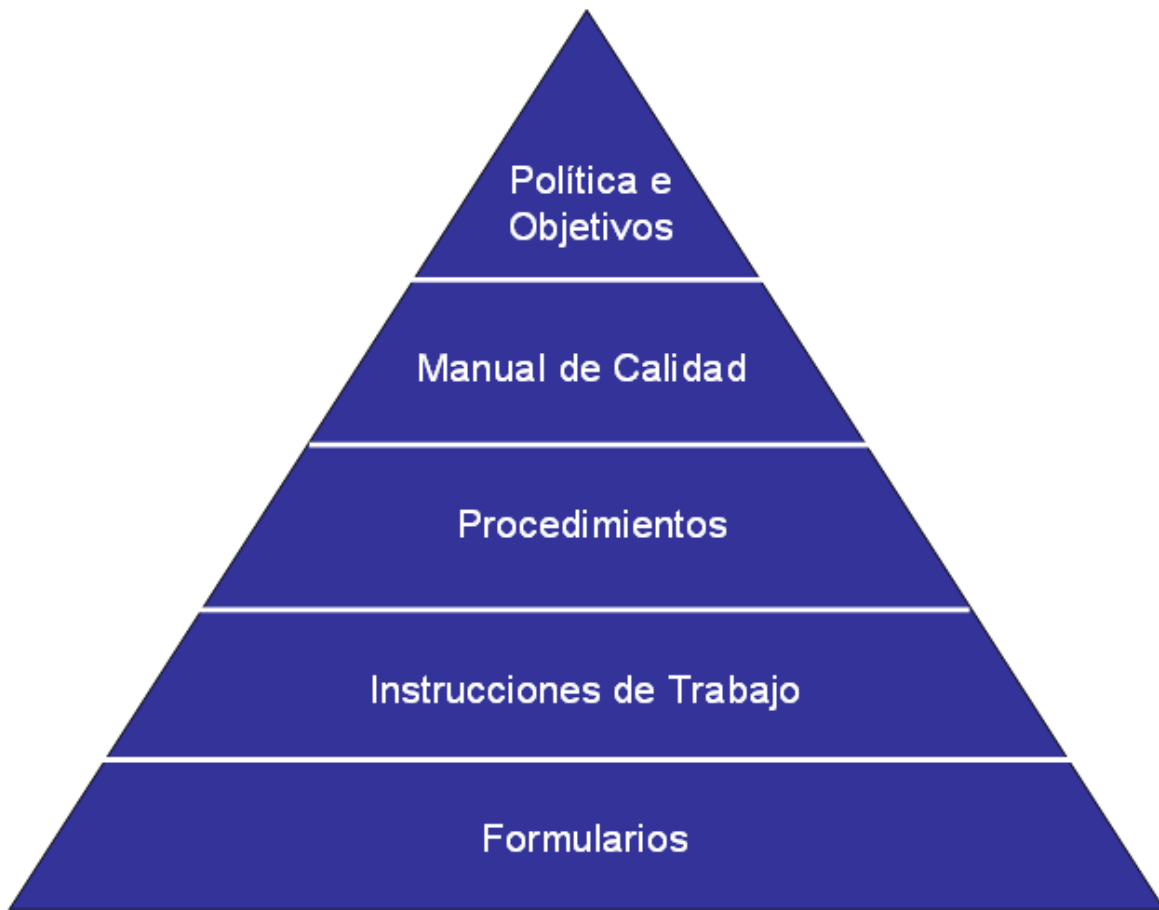 Política e
Objetivos
Manual de Calidad
Procedimientos
Instrucciones de Trabajo
Formularios